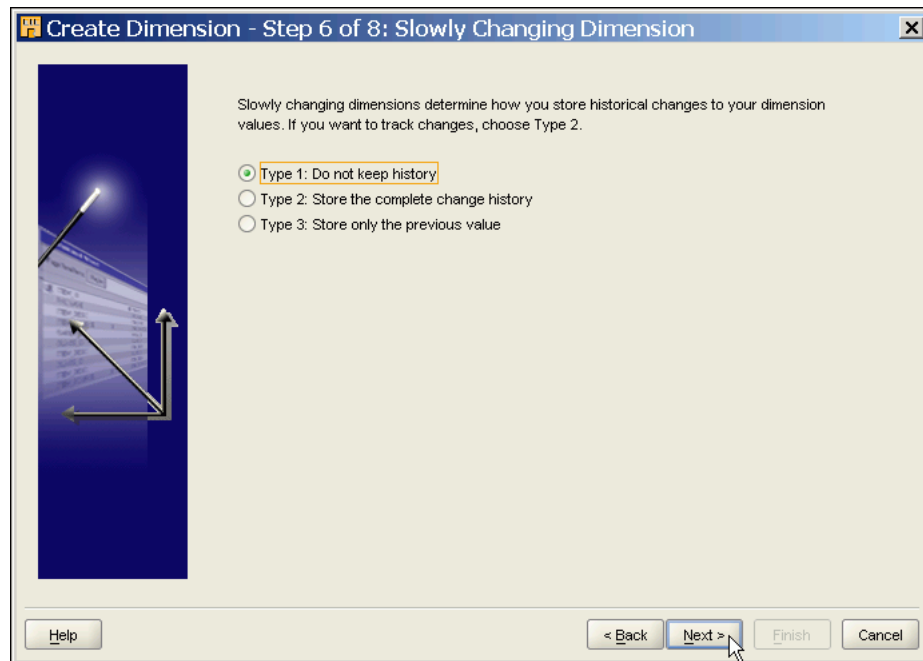 Create Dimension - Step 6 of 8: Slowly Changing Dimension
Slowly changing dimensions determine how you store historical changes to your dimension
values. If you want to track changes, choose Type 2.
Type 1: Do not keep history
Type 2: Store the complete change history
Type 3: Store only the previous value
Help
< Back
Next >
Finish
Cancel